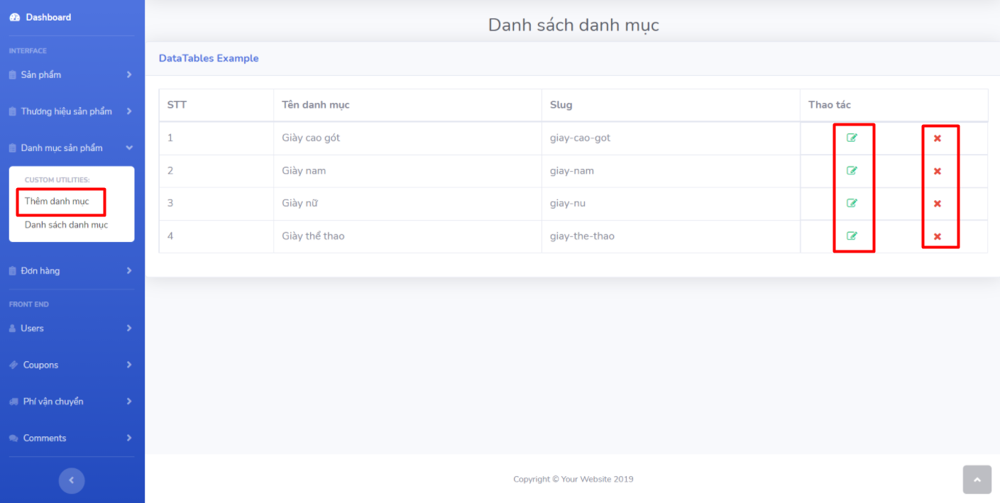 Dashboard
INTERFACE
Sản phẩm
Thương hiệu sản phẩm
Danh mục sản phẩm
CUSTOM UTILITIES:
Thêm danh mục
Danh sách danh mục
Đơn hàng
FRONT END
Users
Coupons
Phí vận chuyển
Comments
Danh sách danh mục
DataTables Example
STT Tên danh mục Slug Thao tác
1 Giày cao gót giay-cao-got
2 Giày nam giay-nam
3 Giày nữ giay-nu
4 Giày thể thao giay-the-thao
Copyright © Your Website 2019